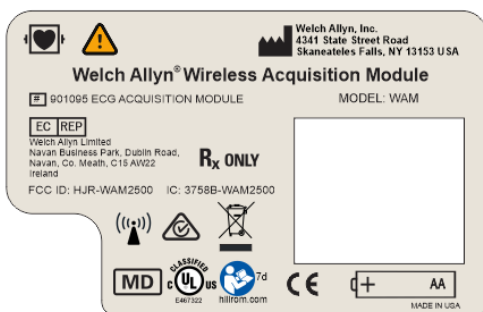 Welch Allyn, Inc.
4341 State Street Road
Skaneateles Falls, NY 13153 USA
Welch Allyn® Wireless Acquisition Module
# 901095 ECG ACQUISITION MODULE
MODEL: WAM
EC REP
Welch Allyn Limited
Navan Business Park, Dublin Road,
Navan, Co. Meath, C15 AW22
Ireland
Rx ONLY
FCC ID: HJR-WAM2500 IC: 3758B-WAM2500
MD
CLASSIFIED
C UL US
E467322
7d
hillrom.com
CE
+ AA
MADE IN USA